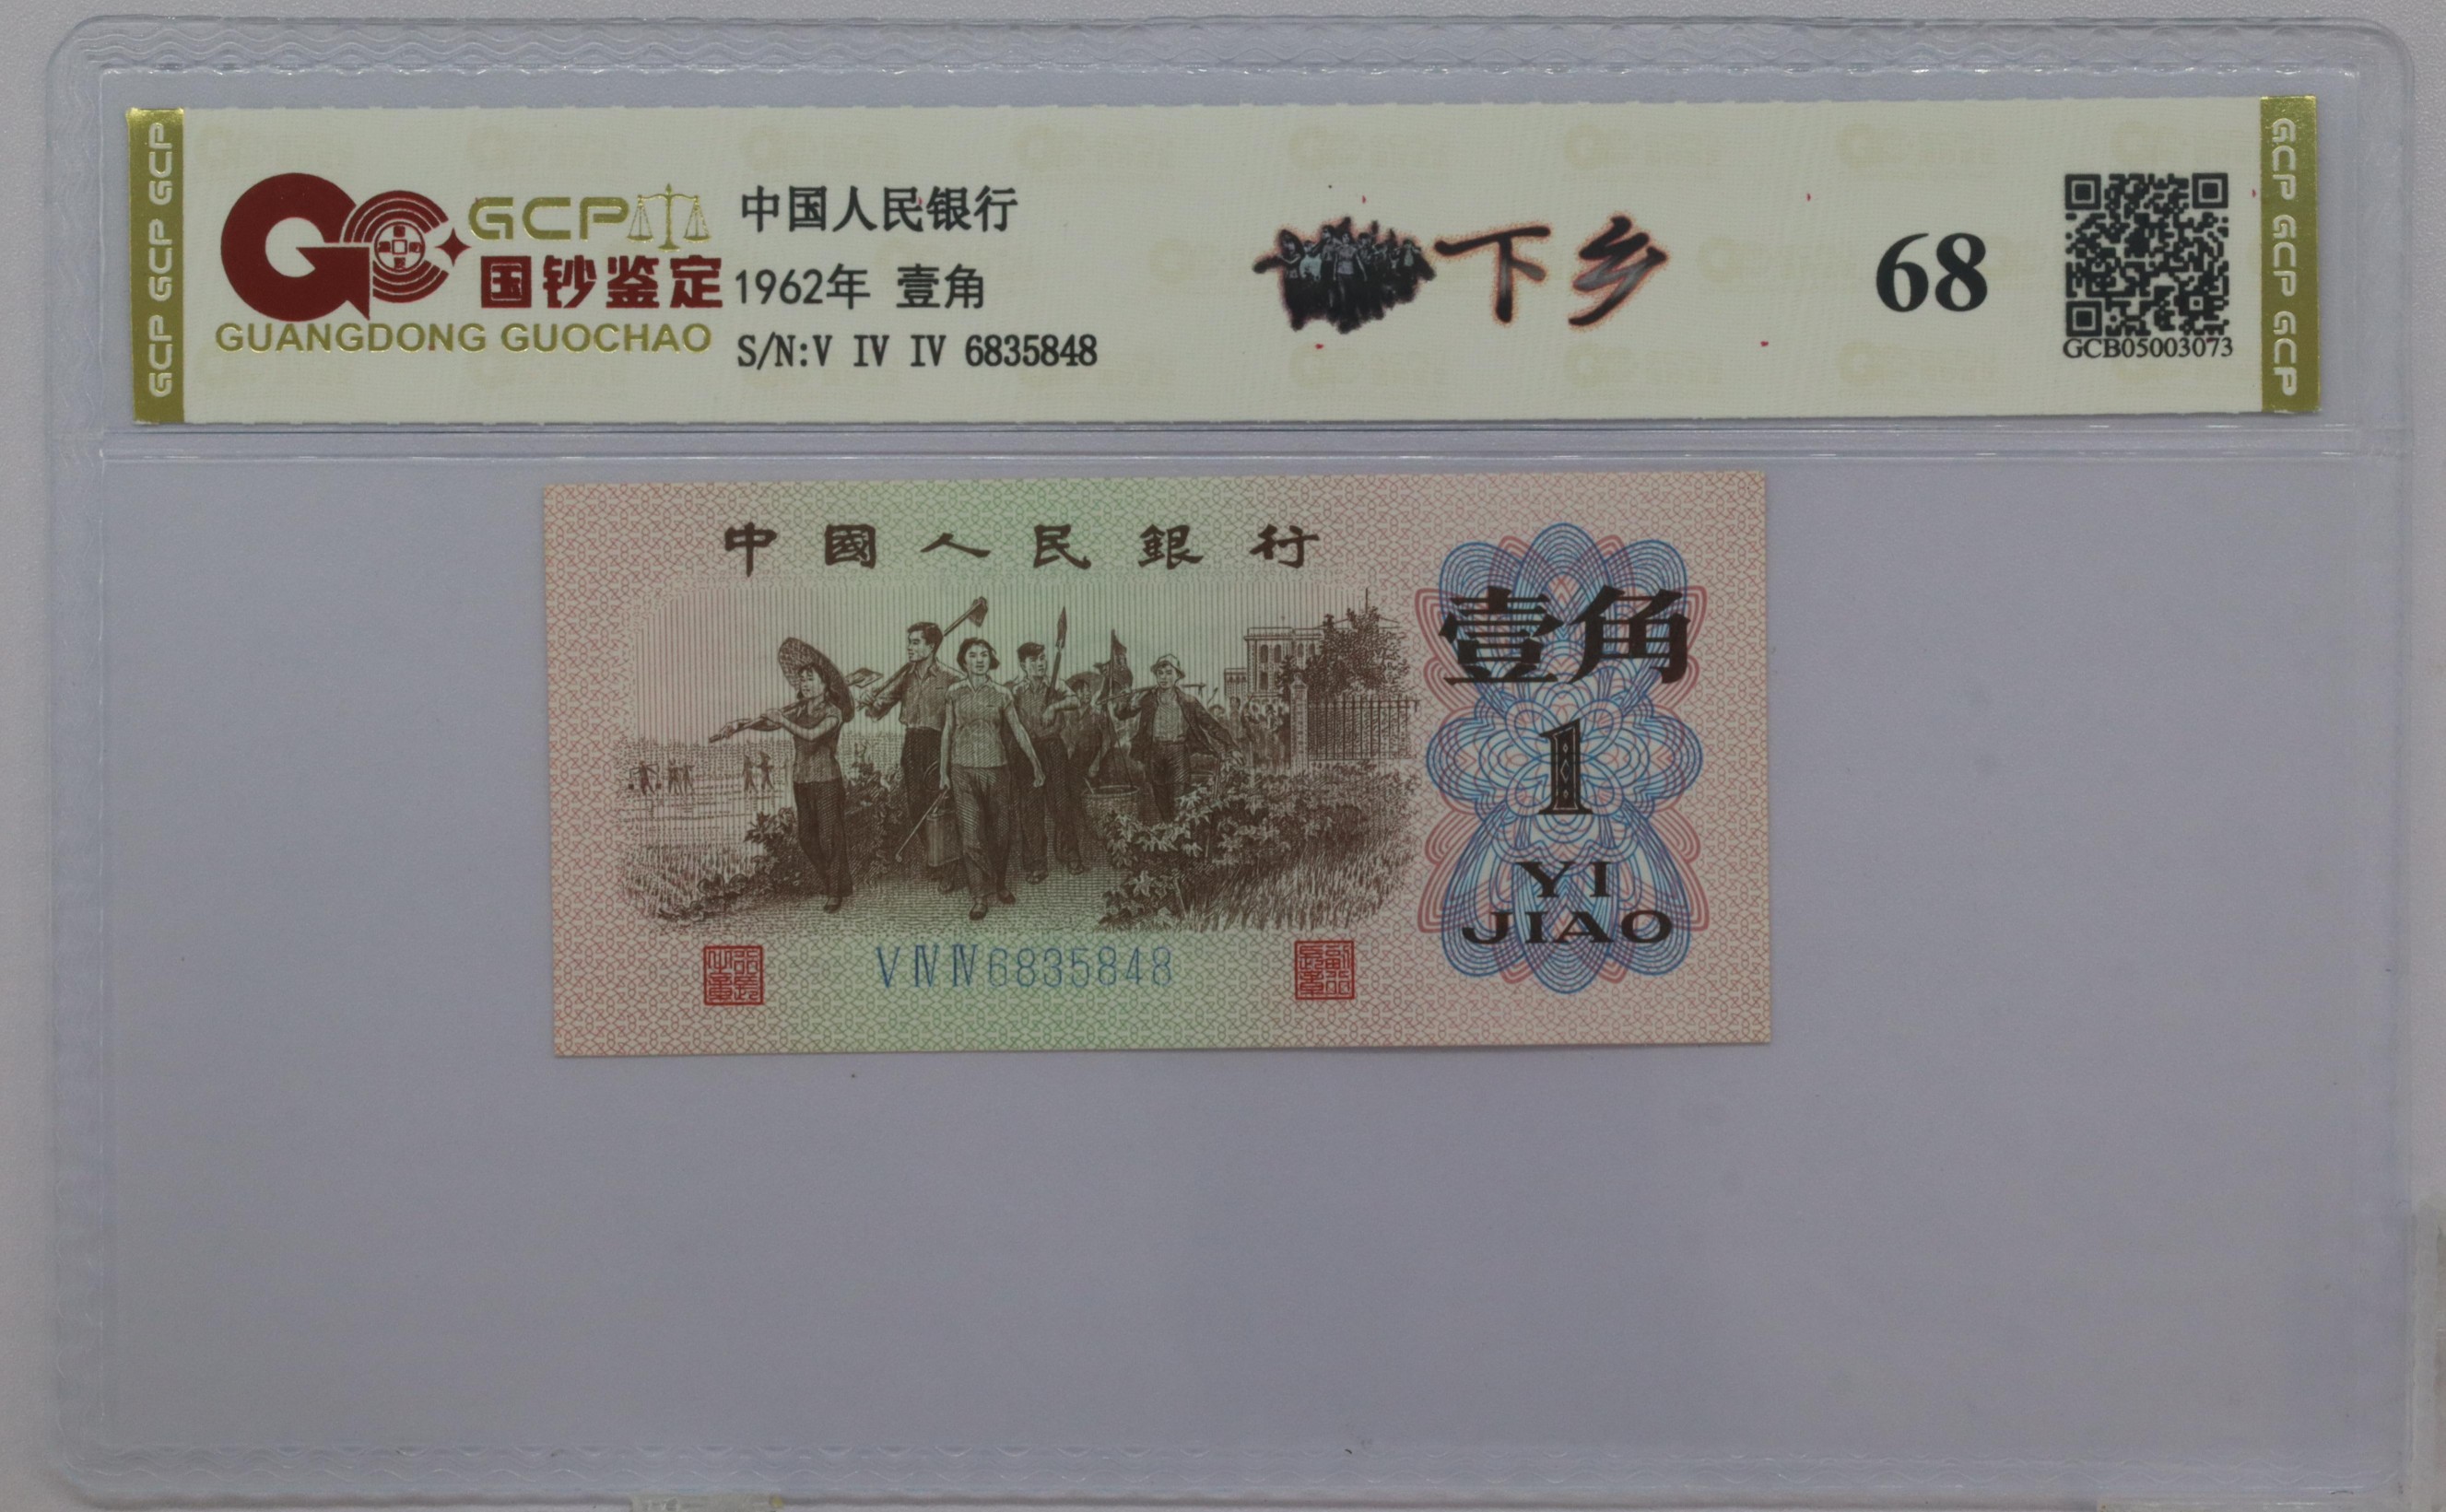 GCP GCP GCP
GCP
国钞鉴定
GUANGDONG GUOCHAO
中国人民银行
1962年 壹角
S/N:V IV IV 6835848
下乡
68
GCB05003073
GCP GCP GCP
中國人民銀行
壹角
1
YI
JIAO
V IV IV 6835848